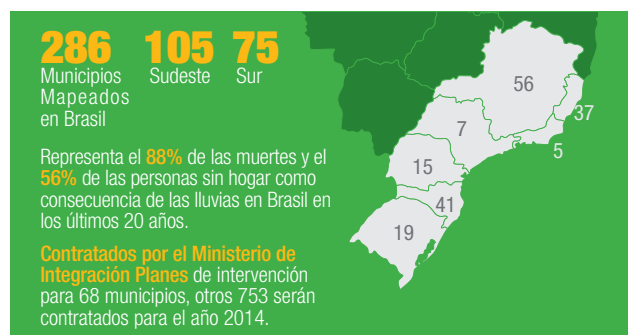 286
Municipios
Mapeados
en Brasil
105
Sudeste
75
Sur
Representa el 88% de las muertes y el
56% de las personas sin hogar como
consecuencia de las lluvias en Brasil en
los últimos 20 años.
Contratados por el Ministerio de
Integración Planes de intervención
para 68 municipios, otros 753 serán
contratados para el año 2014.
56
37
7
5
15
41
19